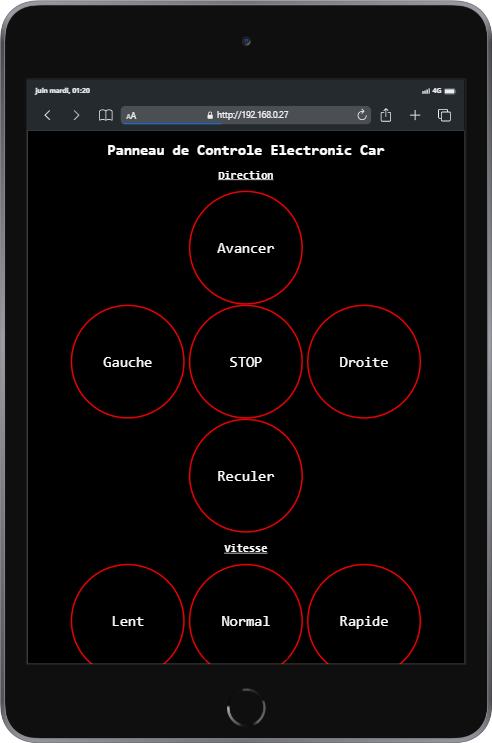 juin mardi, 01:20 4G
AA http://192.168.0.27
Panneau de Controle Electronic Car
Direction
Avancer
Gauche STOP Droite
Reculer
Vitesse
Lent Normal Rapide